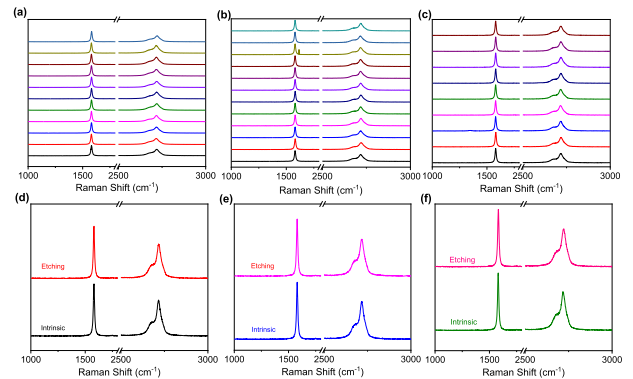 (a) (b) (c)
1000 1500 2500 3000 1000 1500 2500 3000 1000 1500 2500 3000
Raman Shift (cm-1) Raman Shift (cm-1) Raman Shift (cm-1)
(d) (e) (f)
Etching Etching Etching
Intrinsic Intrinsic Intrinsic
1000 1500 2500 3000 1000 1500 2500 3000 1000 1500 2500 3000
Raman Shift (cm-1) Raman Shift (cm-1) Raman Shift (cm-1)